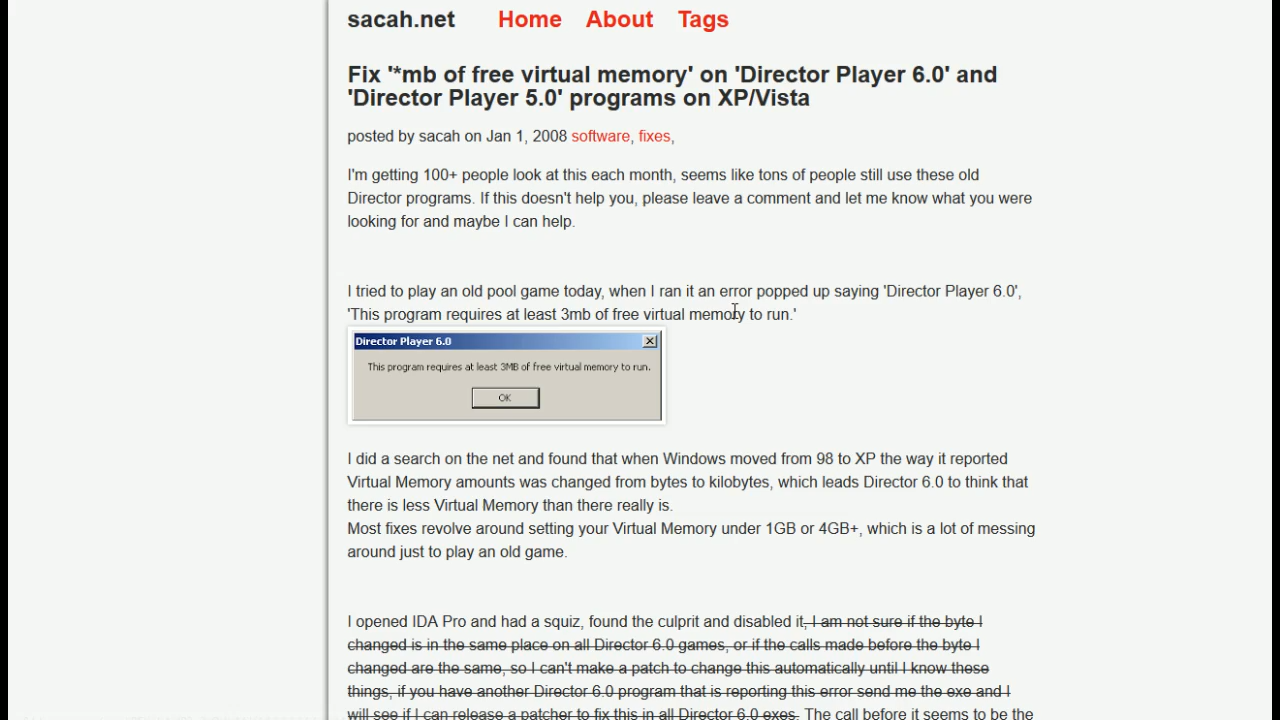 sacah.net Home About Tags
Fix '*mb of free virtual memory' on 'Director Player 6.0' and
'Director Player 5.0' programs on XP/Vista
posted by sacah on Jan 1, 2008 software, fixes,
I'm getting 100+ people look at this each month, seems like tons of people still use these old
Director programs. If this doesn't help you, please leave a comment and let me know what you were
looking for and maybe I can help.
I tried to play an old pool game today, when I ran it an error popped up saying 'Director Player 6.0',
'This program requires at least 3mb of free virtual memory to run.'
Director Player 6.0
This program requires at least 3MB of free virtual memory to run.
OK
I did a search on the net and found that when Windows moved from 98 to XP the way it reported
Virtual Memory amounts was changed from bytes to kilobytes, which leads Director 6.0 to think that
there is less Virtual Memory than there really is.
Most fixes revolve around setting your Virtual Memory under 1GB or 4GB+, which is a lot of messing
around just to play an old game.
I opened IDA Pro and had a squiz, found the culprit and disabled it, I am not sure if the byte I
changed is in the same place on all Director 6.0 games, or if the calls made before the byte I
changed are the same, so I can't make a patch to change this automatically until I know these
things, if you have another Director 6.0 program that is reporting this error send me the exe and I
will see if I can release a patcher to fix this in all Director 6.0 exes. The call before it seems to be the